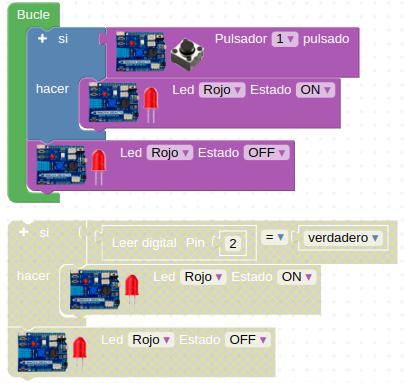 Bucle
+ si Pulsador 1 ▾ pulsado
hacer Led Rojo ▾ Estado ON ▾
Led Rojo ▾ Estado OFF ▾
+ si Leer digital Pin 2 = ▾ verdadero ▾
hacer Led Rojo ▾ Estado ON ▾
Led Rojo ▾ Estado OFF ▾